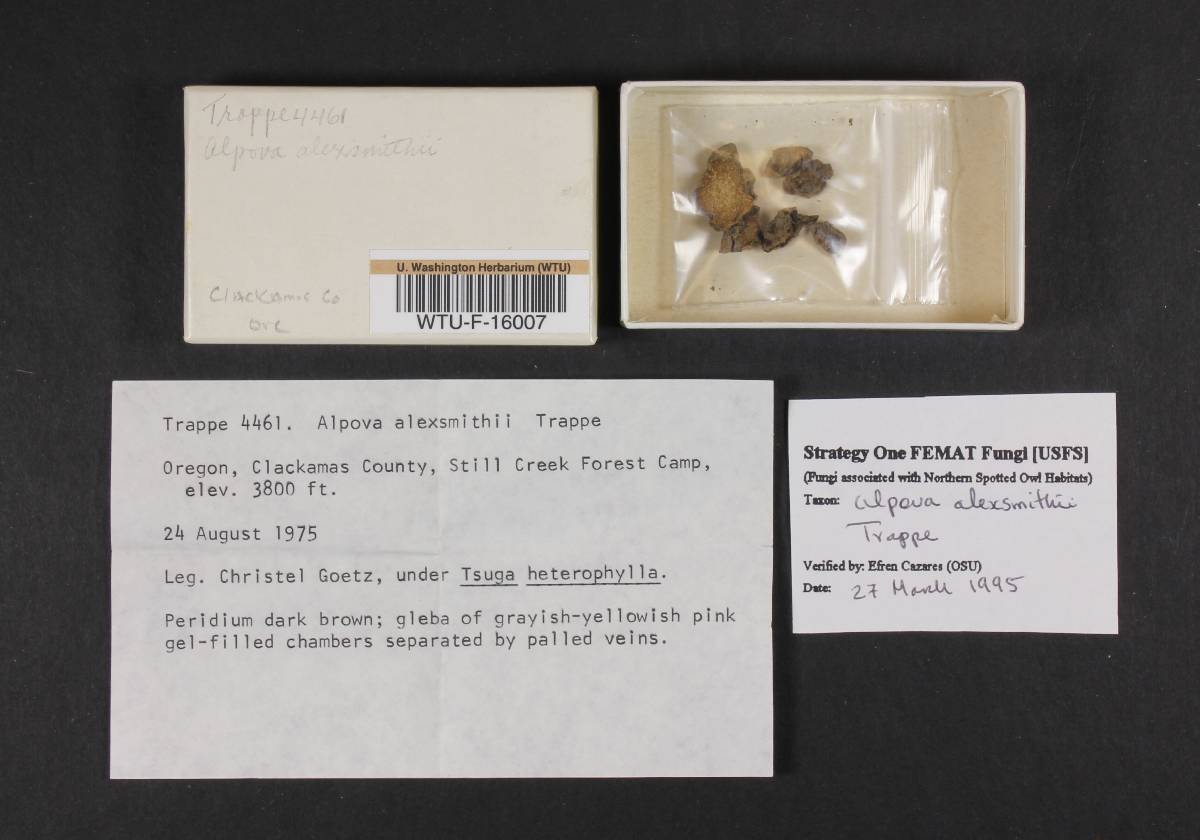 Trappe 4461
Alpova alexsmithii
Clackamas Co
Ore
U. Washington Herbarium (WTU)
WTU-F-16007
Trappe 4461. Alpova alexsmithii Trappe
Oregon, Clackamas County, Still Creek Forest Camp,
elev. 3800 ft.
24 August 1975
Leg. Christel Goetz, under Tsuga heterophylla.
Peridium dark brown; gleba of grayish-yellowish pink
gel-filled chambers separated by palled veins.
Strategy One FEMAT Fungi [USFS]
(Fungi associated with Northern Spotted Owl Habitats)
Taxon: Alpova alexsmithii
Trappe
Verified by: Efren Cazares (OSU)
Date: 27 March 1995